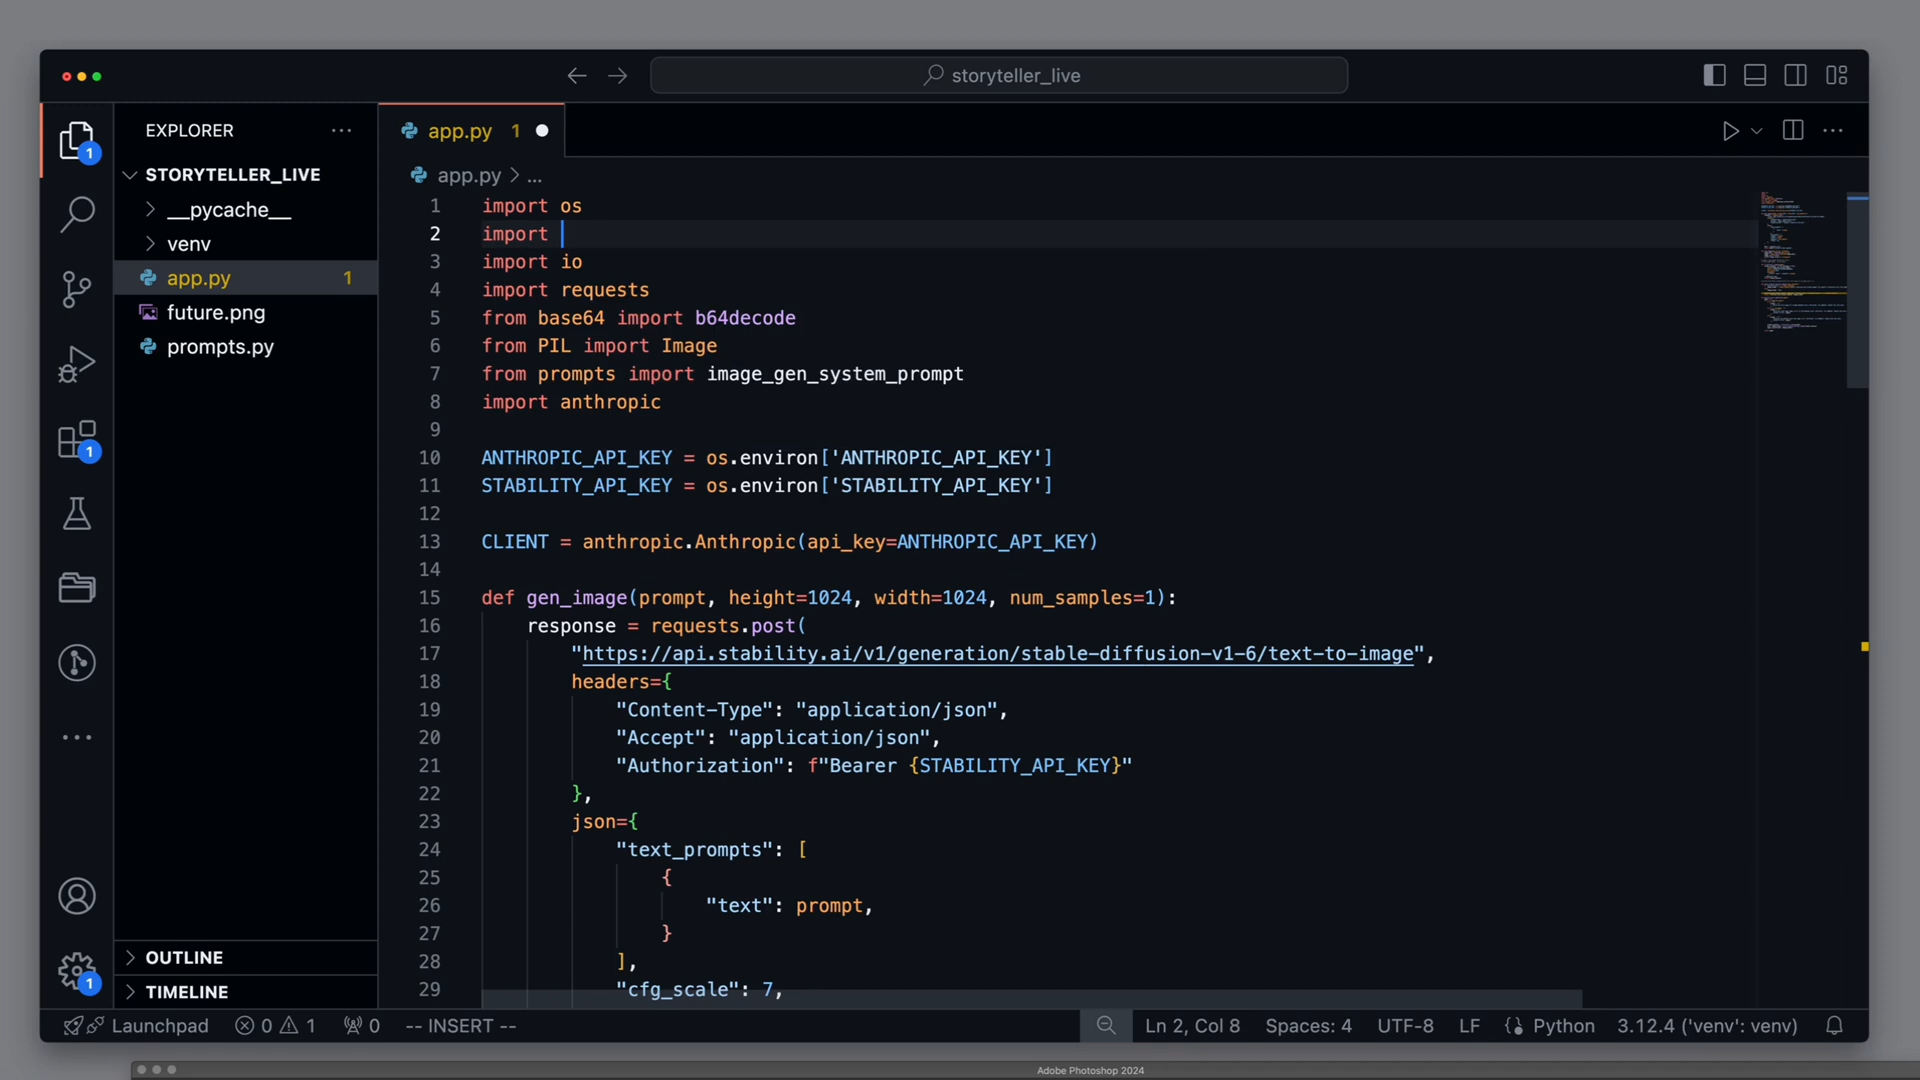 storyteller_live
EXPLORER
STORYTELLER_LIVE
__pycache__
venv
app.py 1
future.png
prompts.py
OUTLINE
TIMELINE
1
1
1
app.py 1
app.py > ...
1 import os
2 import
3 import io
4 import requests
5 from base64 import b64decode
6 from PIL import Image
7 from prompts import image_gen_system_prompt
8 import anthropic
9
10 ANTHROPIC_API_KEY = os.environ['ANTHROPIC_API_KEY']
11 STABILITY_API_KEY = os.environ['STABILITY_API_KEY']
12
13 CLIENT = anthropic.Anthropic(api_key=ANTHROPIC_API_KEY)
14
15 def gen_image(prompt, height=1024, width=1024, num_samples=1):
16 response = requests.post(
17 "https://api.stability.ai/v1/generation/stable-diffusion-v1-6/text-to-image",
18 headers={
19 "Content-Type": "application/json",
20 "Accept": "application/json",
21 "Authorization": f"Bearer {STABILITY_API_KEY}"
22 },
23 json={
24 "text_prompts": [
25 {
26 "text": prompt,
27 }
28 ],
29 "cfg_scale": 7,
Launchpad 0 1 0 -- INSERT -- Ln 2, Col 8 Spaces: 4 UTF-8 LF Python 3.12.4 ('venv': venv)
Adobe Photoshop 2024